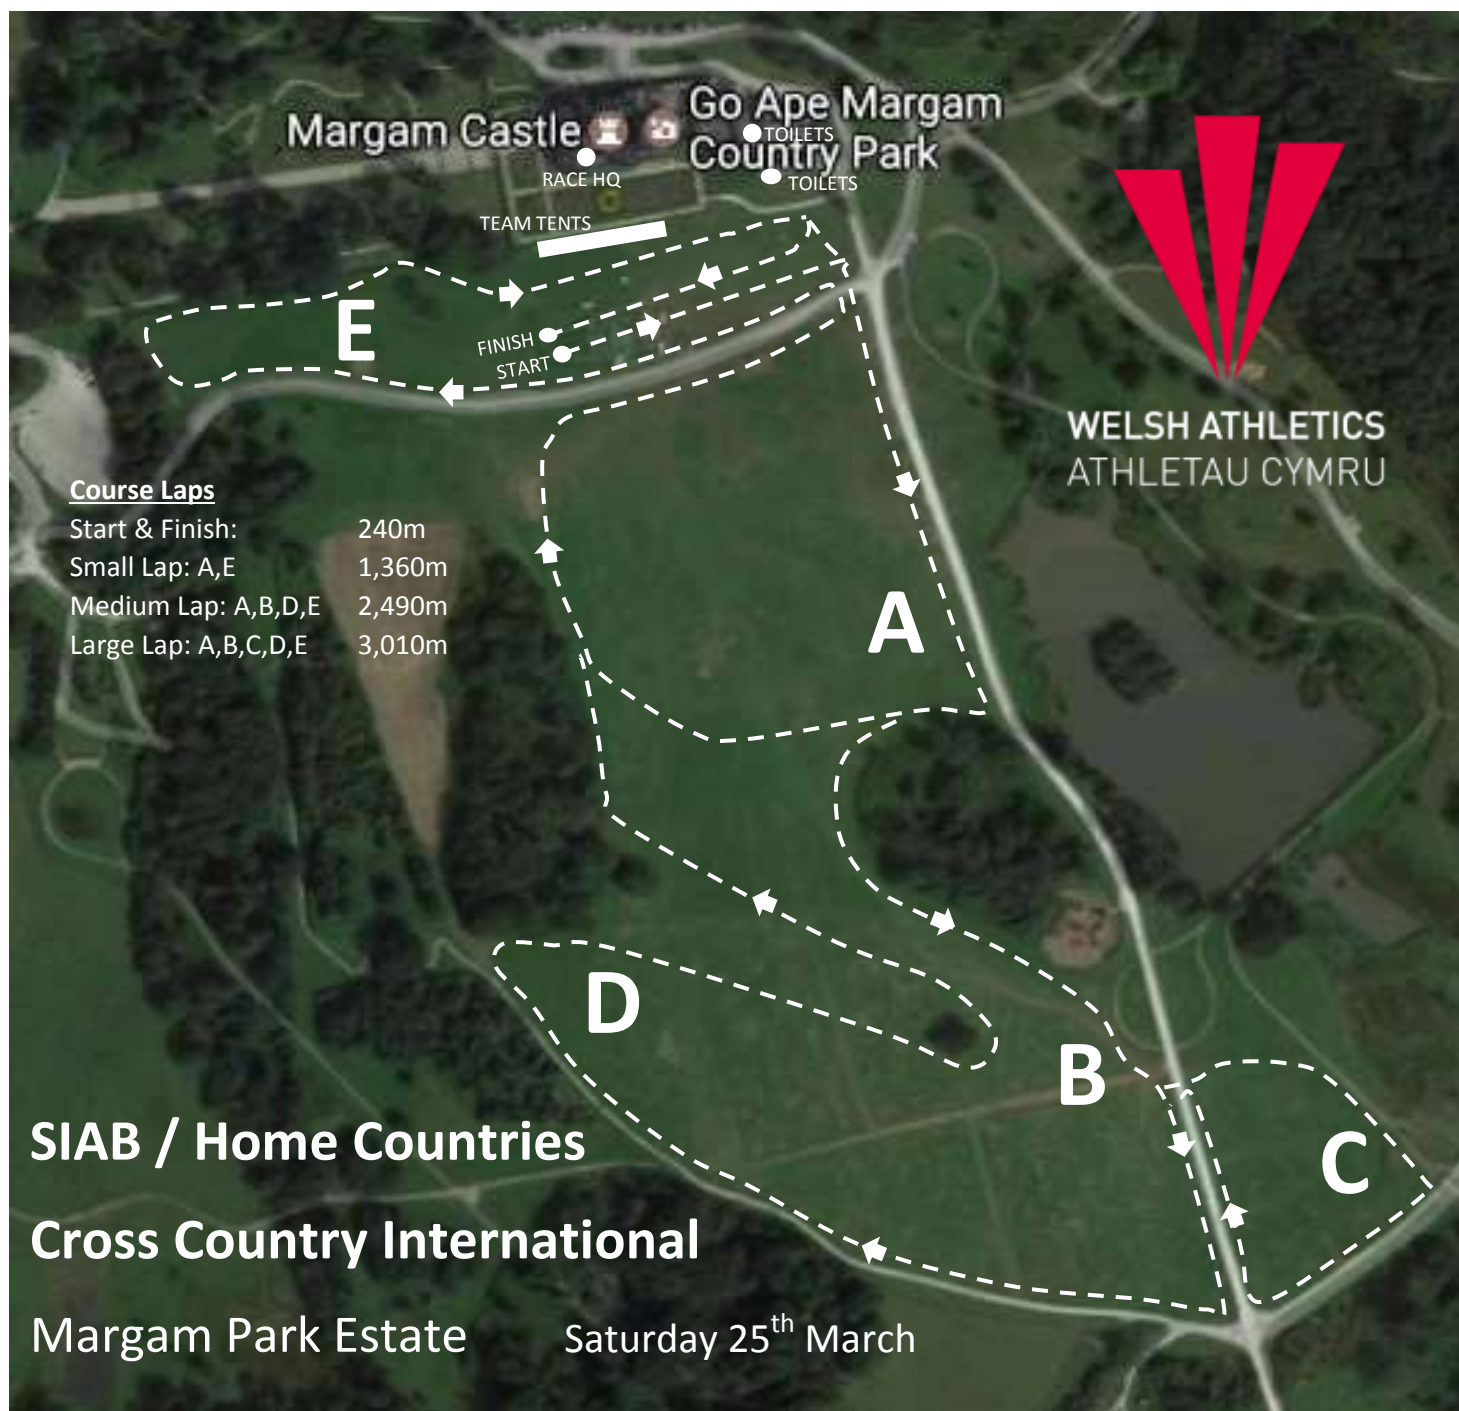 Go Ape Margam
Margam Castle
TOILETS
Country Park
RACE HQ
TOILETS
TEAM TENTS
E
FINISH
START
WELSH ATHLETICS
ATHLETAU CYMRU
Course Laps
Start & Finish: 240m
Small Lap: A,E 1,360m
Medium Lap: A,B,D,E 2,490m
Large Lap: A,B,C,D,E 3,010m
A
D
B
C
SIAB / Home Countries
Cross Country International
Margam Park Estate Saturday 25th March